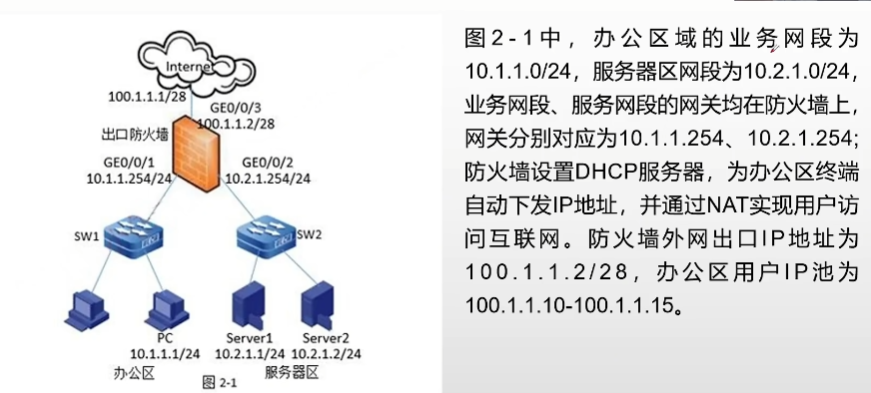 Internet
100.1.1.1/28
GE0/0/3
100.1.1.2/28
出口防火墙
GE0/0/1
10.1.1.254/24
GE0/0/2
10.2.1.254/24
SW1
SW2
PC
10.1.1.1/24
Server1
10.2.1.1/24
Server2
10.2.1.2/24
办公区
服务器区
图 2-1
图2-1中，办公区域的业务网段为
10.1.1.0/24，服务器区网段为10.2.1.0/24，
业务网段、服务网段的网关均在防火墙上，
网关分别对应为10.1.1.254、10.2.1.254;
防火墙设置DHCP服务器，为办公区终端
自动下发IP地址，并通过NAT实现用户访
问互联网。防火墙外网出口IP地址为
100.1.1.2/28，办公区用户IP池为
100.1.1.10-100.1.1.15。